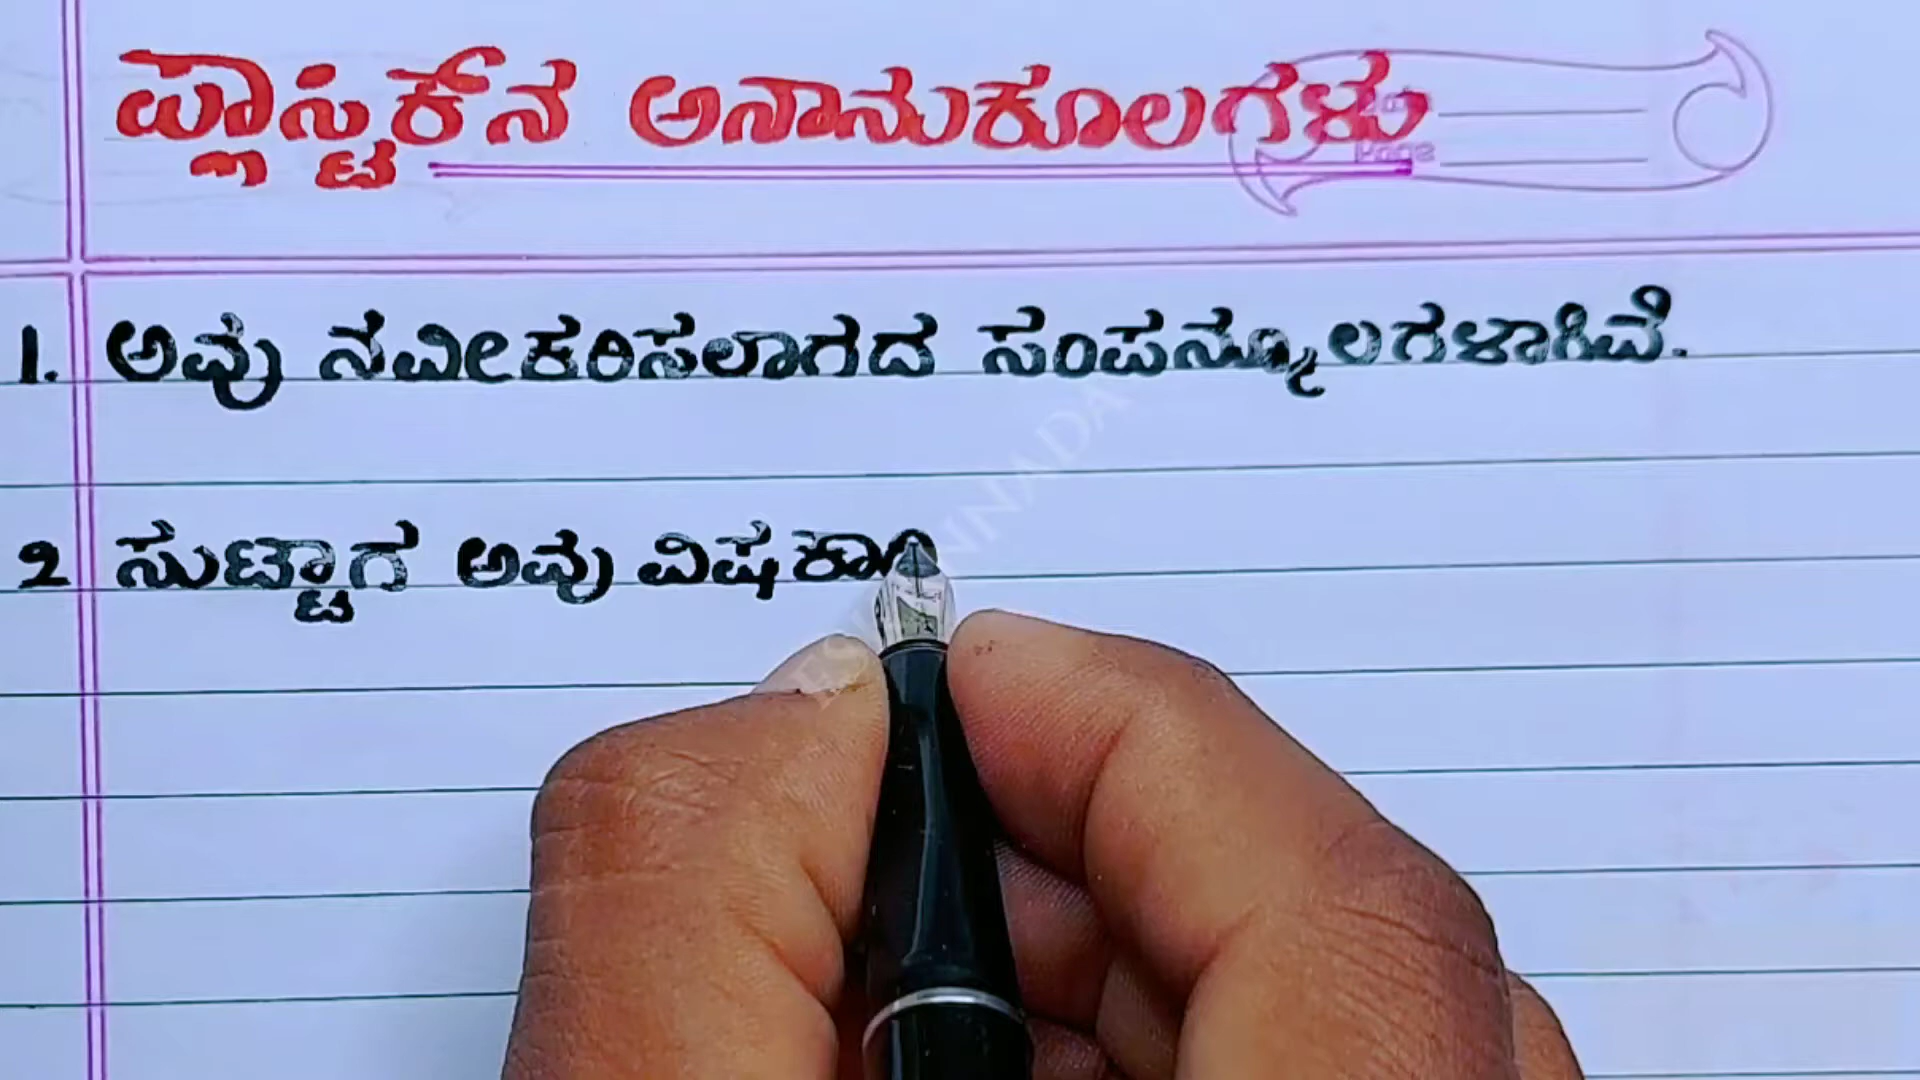 ಪ್ಲಾಸ್ಟಿಕ್‌ನ ಅನಾನುಕೂಲಗಳು
1. ಅವು ನವೀಕರಿಸಲಾಗದ ಸಂಪನ್ಮೂಲಗಳಾಗಿವೆ.
2 ಸುಟ್ಟಾಗ ಅವು ವಿಷಕಾರಿ